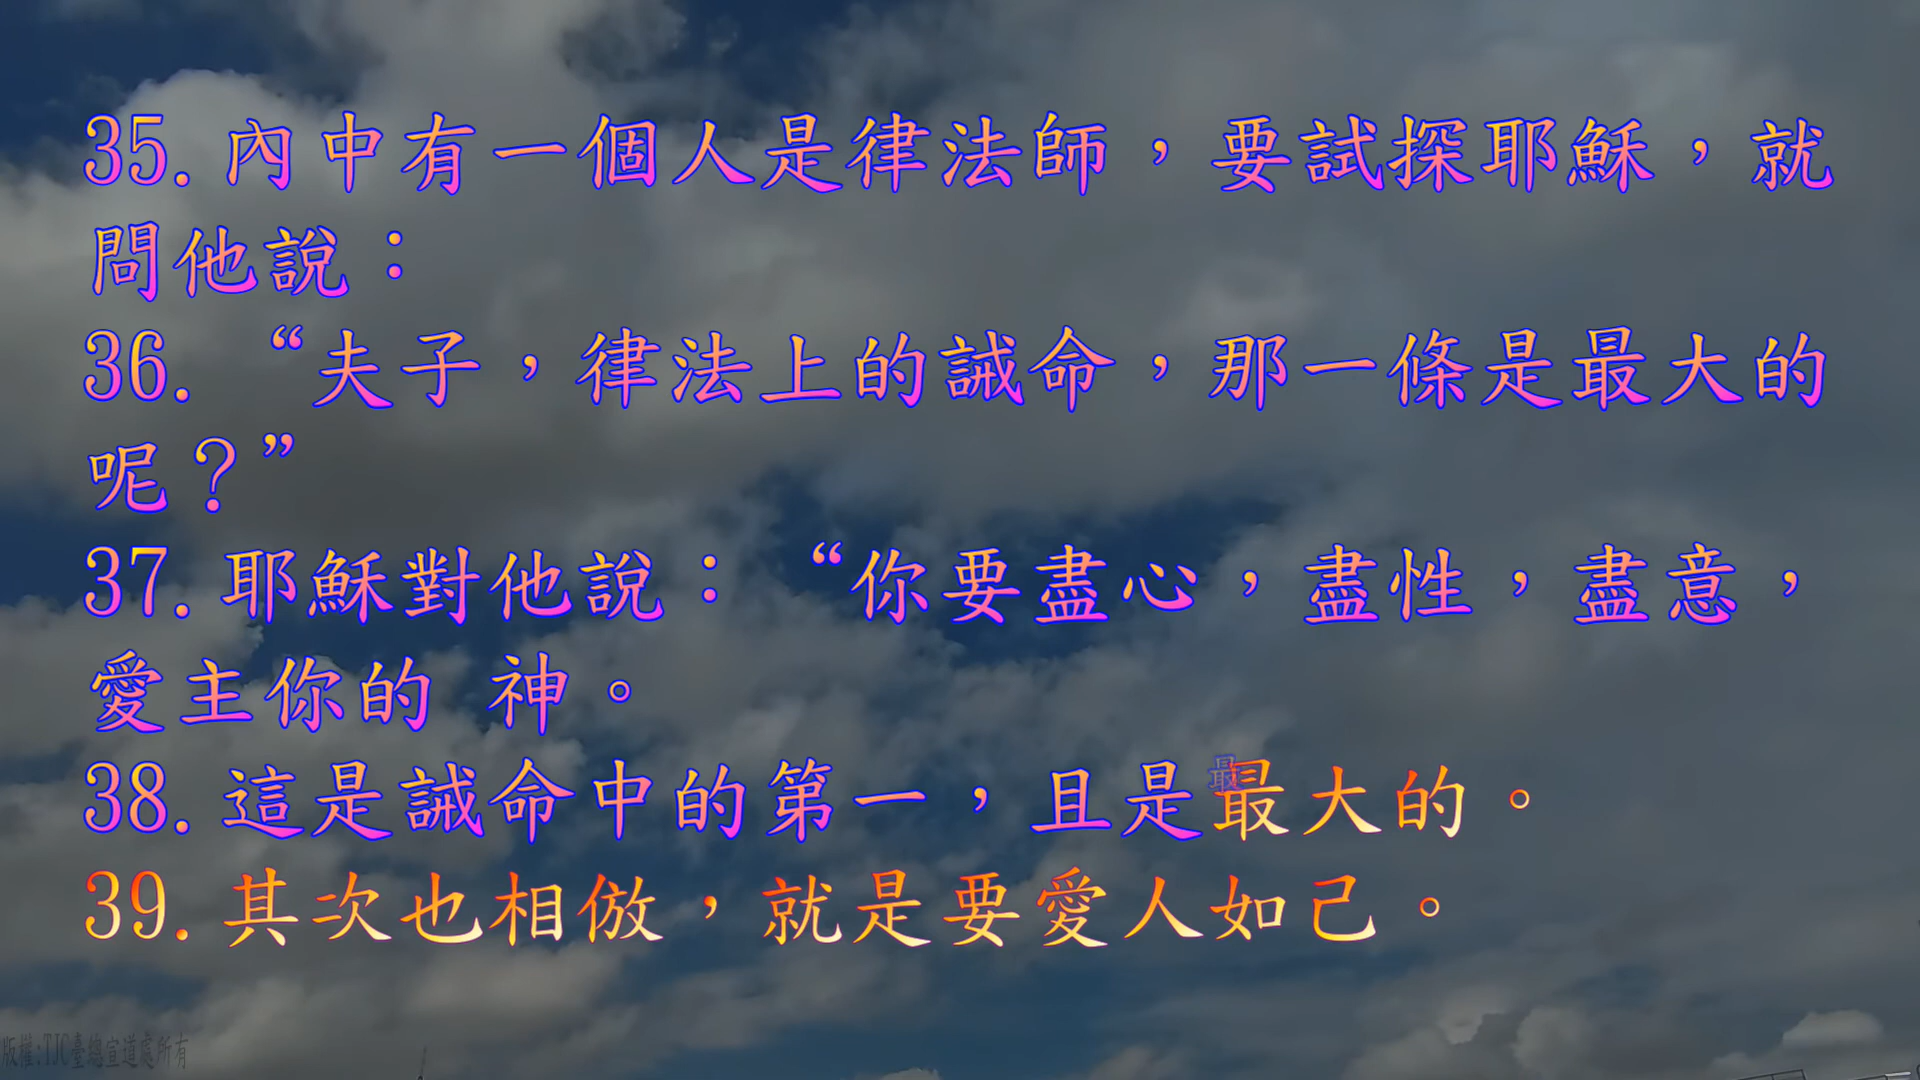 35.內中有一個人是律法師，要試探耶穌，就
問他說：
36. “夫子，律法上的誡命，那一條是最大的
呢？”
37.耶穌對他說：“你要盡心，盡性，盡意，
愛主你的 神。
38.這是誡命中的第一，且是最大的。
39.其次也相倣，就是要愛人如己。
版權:TJC臺總宣道處所有